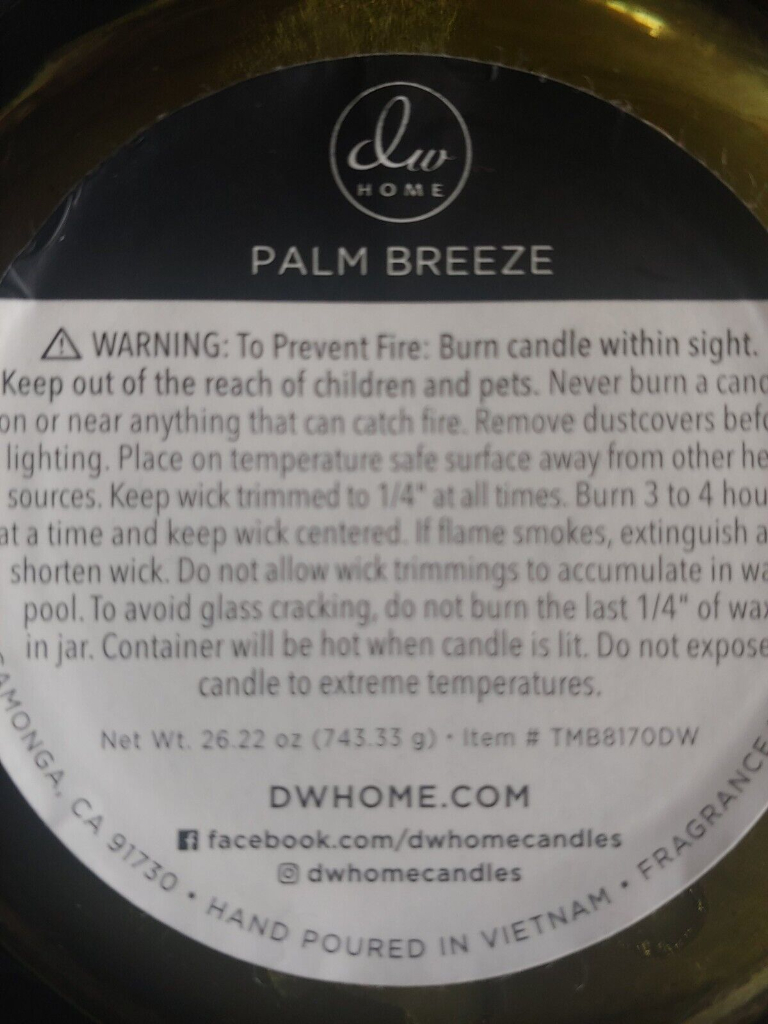 dw
HOME
PALM BREEZE
WARNING: To Prevent Fire: Burn candle within sight.
Keep out of the reach of children and pets. Never burn a cand
on or near anything that can catch fire. Remove dustcovers befo
lighting. Place on temperature safe surface away from other he
sources. Keep wick trimmed to 1/4" at all times. Burn 3 to 4 hou
at a time and keep wick centered. If flame smokes, extinguish a
shorten wick. Do not allow wick trimmings to accumulate in wa
pool. To avoid glass cracking, do not burn the last 1/4" of wax
in jar. Container will be hot when candle is lit. Do not expose
candle to extreme temperatures.
Net Wt. 26.22 oz (743.33 g) • Item # TMB8170DW
DWHOME.COM
facebook.com/dwhomecandles
dwhomecandles
AMONGA, CA 91730 • HAND POURED IN VIETNAM • FRAGRANCE